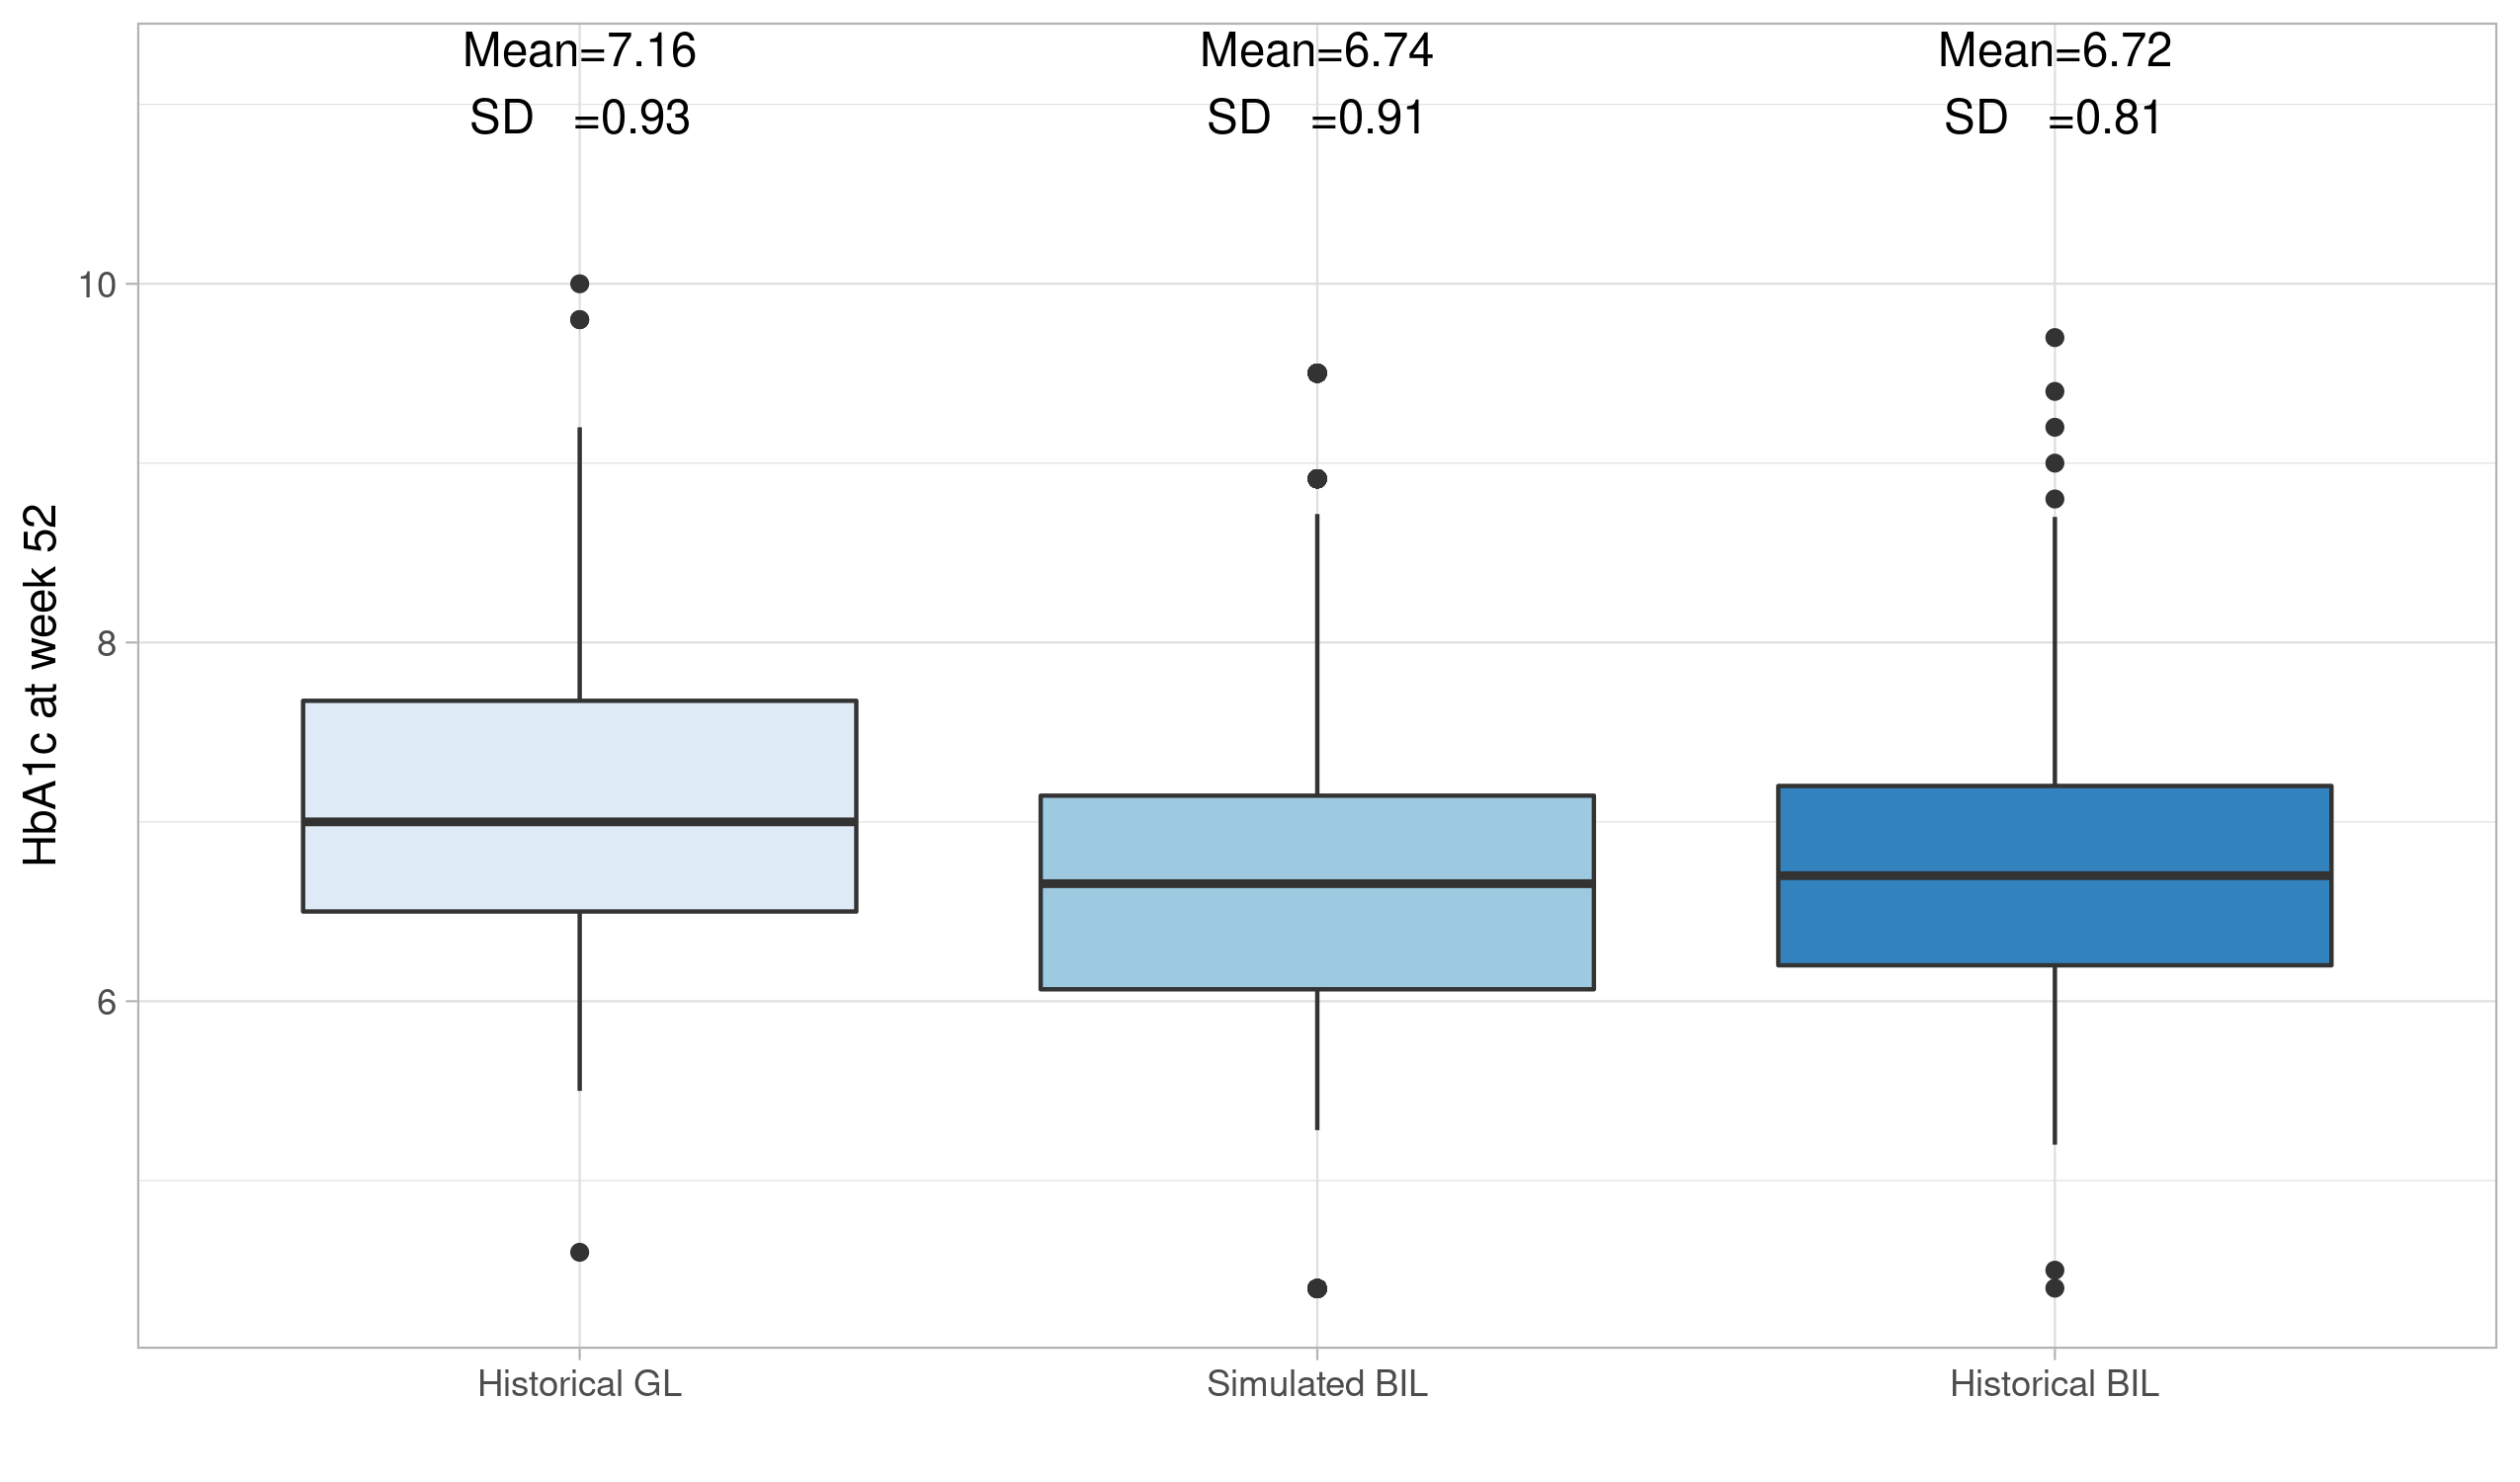 Mean=7.16 Mean=6.74 Mean=6.72
SD =0.93 SD =0.91 SD =0.81
HbA1c at week 52
10
8
6
Historical GL Simulated BIL Historical BIL